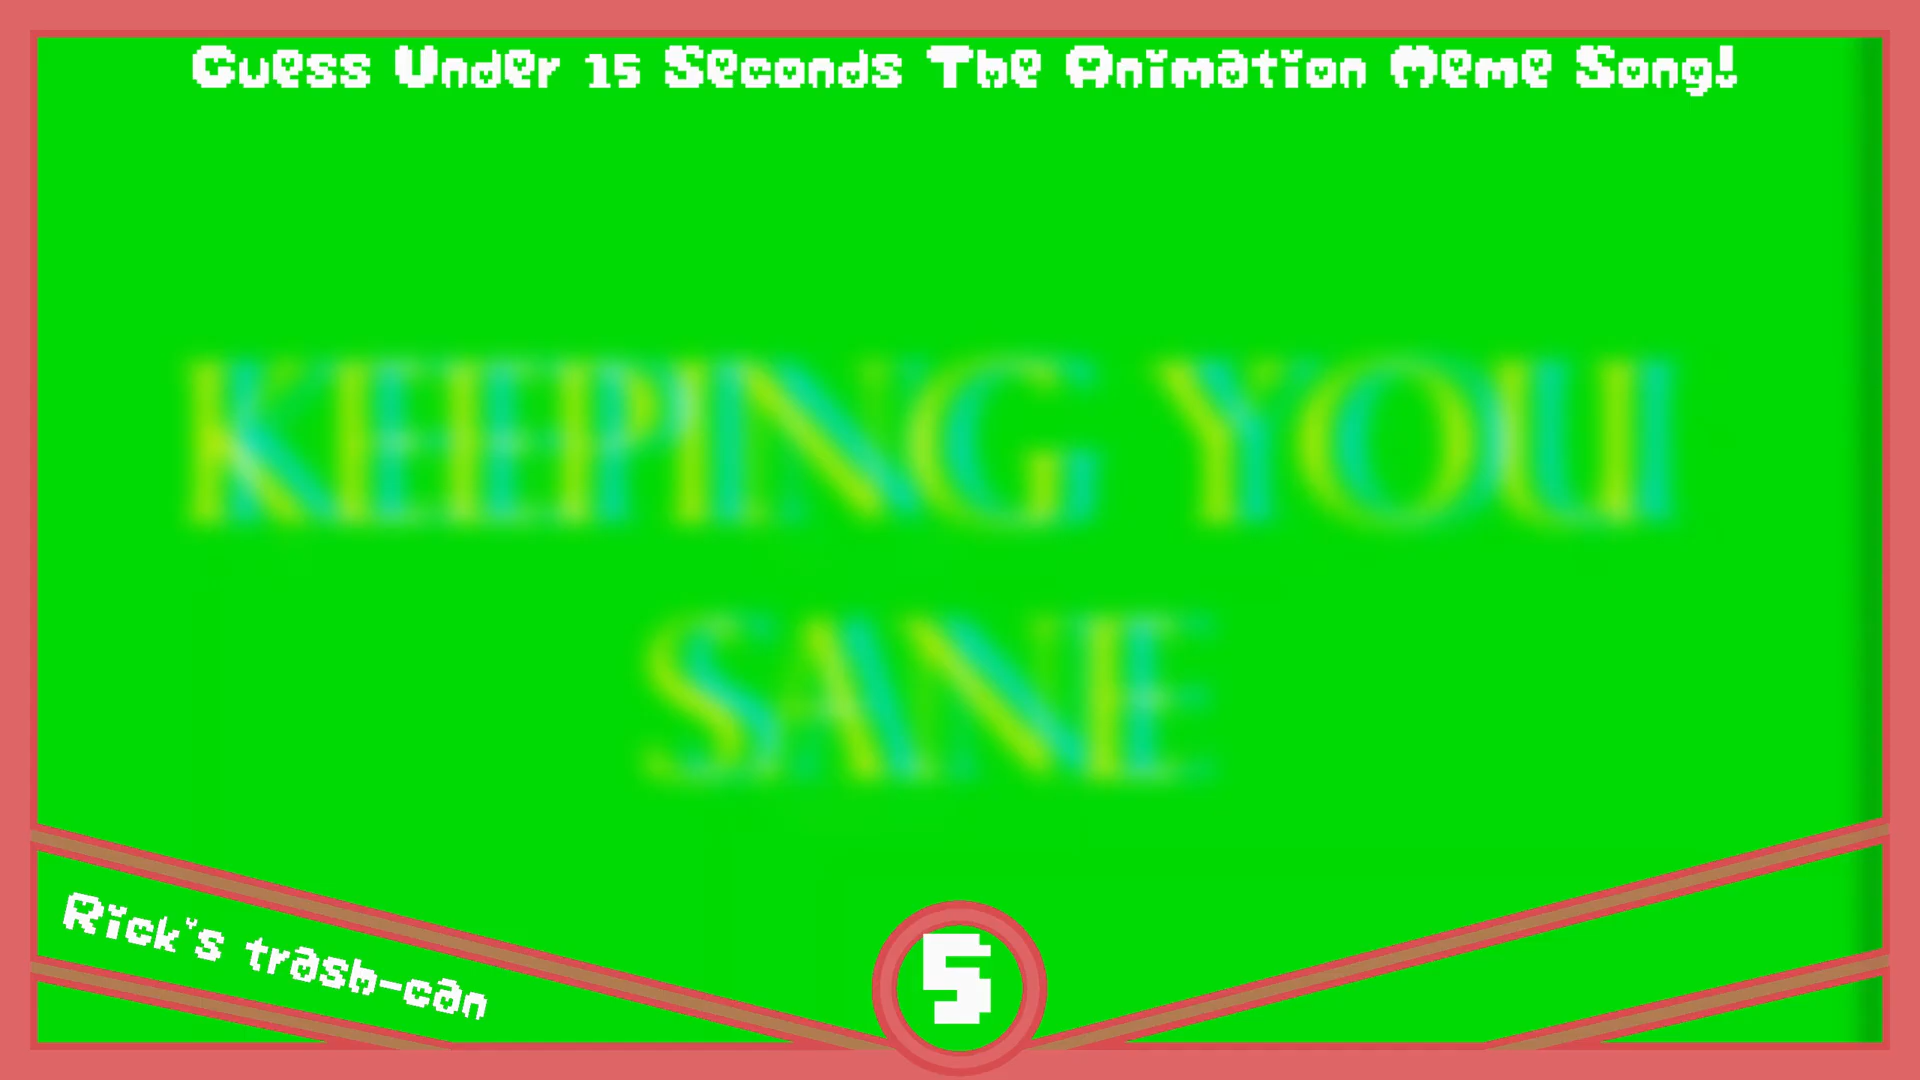 Guess Under 15 Seconds The Animation Meme Song!
KEEPING YOU
SANE
Rick's trash-can
5